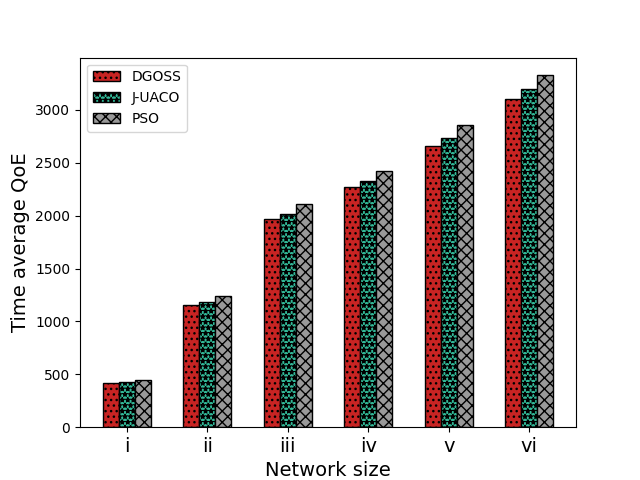 DGOSS
J-UACO
PSO
Time average QoE
3000
2500
2000
1500
1000
500
0
i ii iii iv v vi
Network size